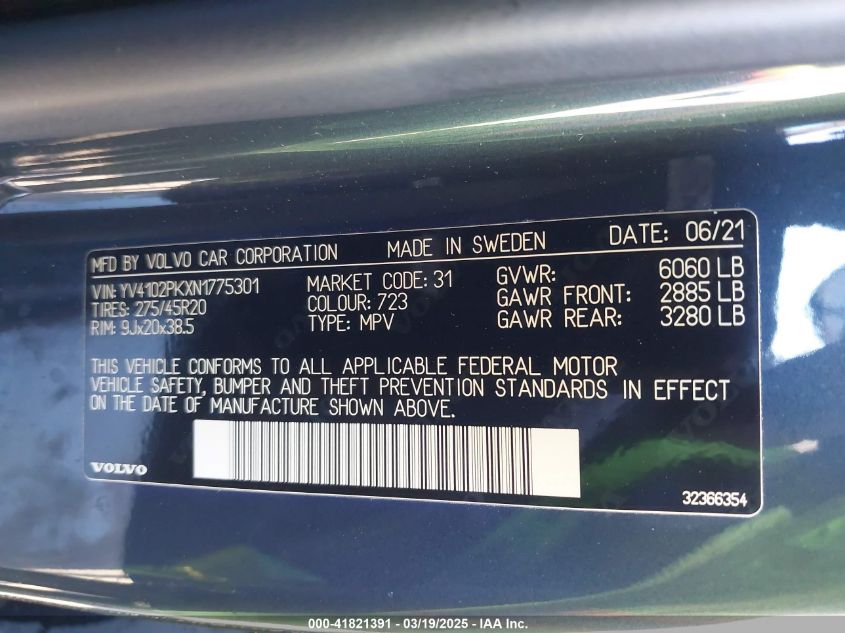 MFD BY VOLVO CAR CORPORATION MADE IN SWEDEN DATE: 06/21
VIN: YV4102PKXN1775301 MARKET CODE: 31 GVWR: 6060 LB
TIRES: 275/45R20 COLOUR: 723 GAWR FRONT: 2885 LB
RIM: 9Jx20x38.5 TYPE: MPV GAWR REAR: 3280 LB
THIS VEHICLE CONFORMS TO ALL APPLICABLE FEDERAL MOTOR
VEHICLE SAFETY, BUMPER AND THEFT PREVENTION STANDARDS IN EFFECT
ON THE DATE OF MANUFACTURE SHOWN ABOVE.
VOLVO
32366354
000-41821391 - 03/19/2025 - IAA Inc.